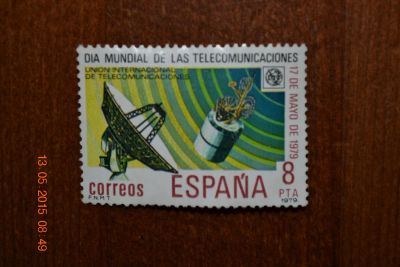 DIA MUNDIAL DE LAS TELECOMUNICACIONES
UNION INTERNACIONAL
DE TELECOMUNICACIONES
17 DE MAYO DE 1979
correos
F.N.M.T.
ESPAÑA
8
PTA
1979
13 05 2015 08:49